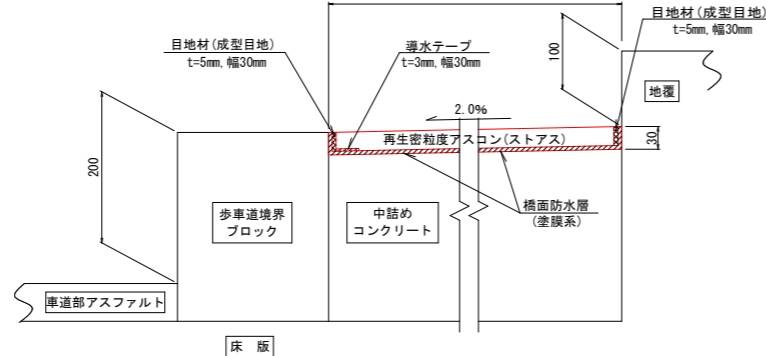 目地材(成型目地)
t=5mm, 幅30mm
導水テープ
t=3mm, 幅30mm
目地材(成型目地)
t=5mm, 幅30mm
100
地覆
2.0%
再生密粒度アスコン(ストアス)
30
200
歩車道境界
ブロック
中詰め
コンクリート
橋面防水層
(塗膜系)
車道部アスファルト
床 版